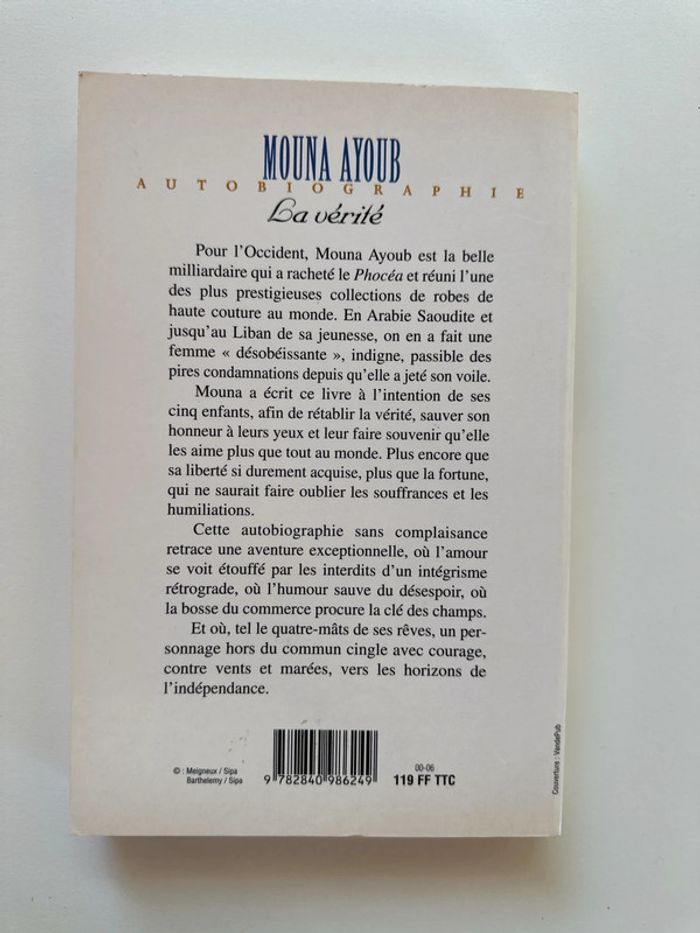 MOUNA AYOUB
AUTOBIOGRAPHIE
La vérité
Pour l'Occident, Mouna Ayoub est la belle
milliardaire qui a racheté le Phocéa et réuni l'une
des plus prestigieuses collections de robes de
haute couture au monde. En Arabie Saoudite et
jusqu'au Liban de sa jeunesse, on en a fait une
femme « désobéissante », indigne, passible des
pires condamnations depuis qu'elle a jeté son voile.
Mouna a écrit ce livre à l'intention de ses
cinq enfants, afin de rétablir la vérité, sauver son
honneur à leurs yeux et leur faire souvenir qu'elle
les aime plus que tout au monde. Plus encore que
sa liberté si durement acquise, plus que la fortune,
qui ne saurait faire oublier les souffrances et les
humiliations.
Cette autobiographie sans complaisance
retrace une aventure exceptionnelle, où l'amour
se voit étouffé par les interdits d'un intégrisme
rétrograde, où l'humour sauve du désespoir, où
la bosse du commerce procure la clé des champs.
Et où, tel le quatre-mâts de ses rêves, un per-
sonnage hors du commun cingle avec courage,
contre vents et marées, vers les horizons de
l'indépendance.
© : Meigneux / Sipa
Barthelemy / Sipa
9 782840 986249
00-06
119 FF TTC
Couverture : VandePub